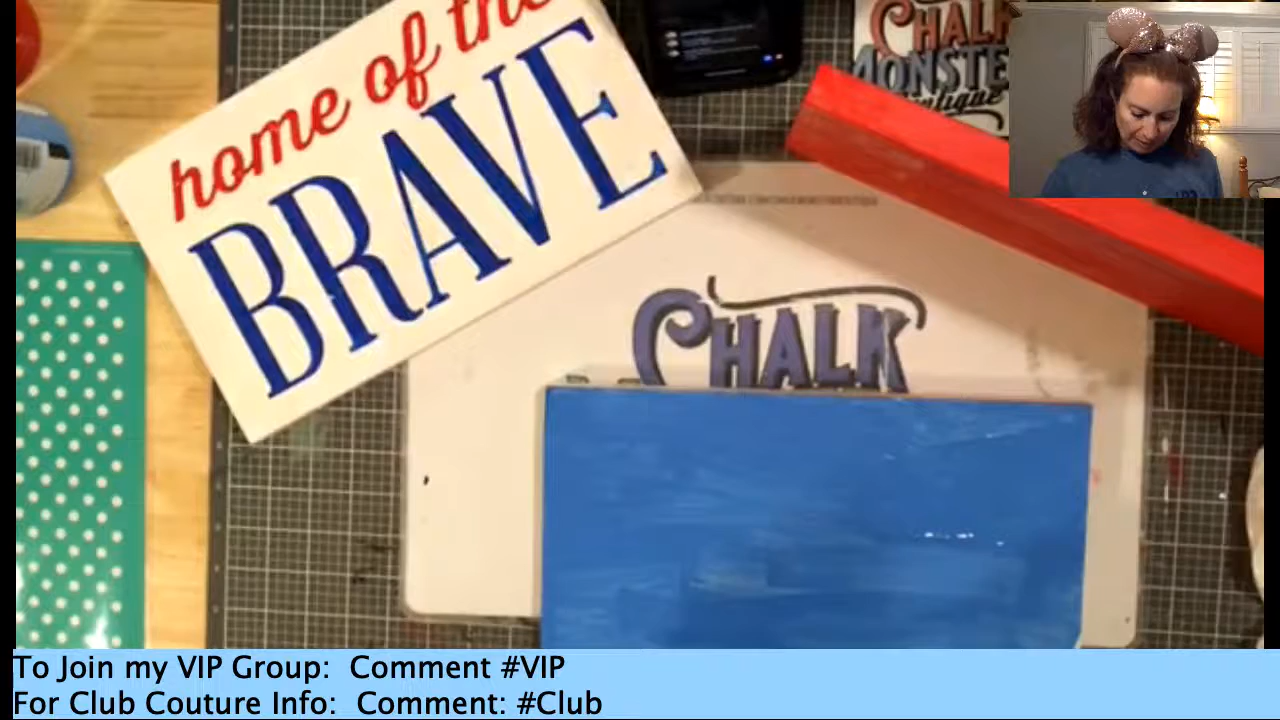 home of the
BRAVE
CHALK
MONSTE
CHALK
To Join my VIP Group:  Comment #VIP
For Club Couture Info:  Comment: #Club